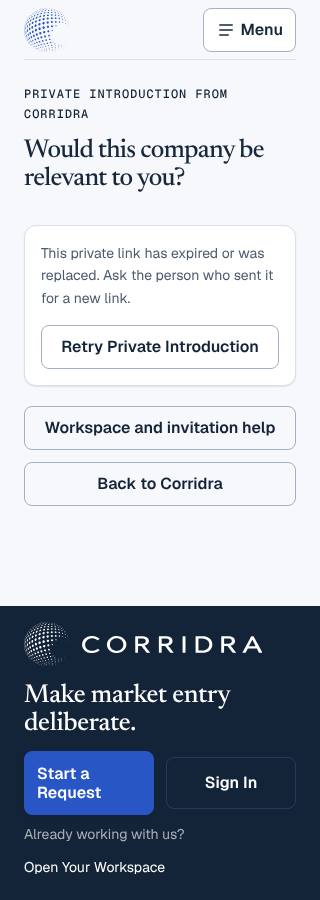 Menu
PRIVATE INTRODUCTION FROM
CORRIDRA
Would this company be
relevant to you?
This private link has expired or was
replaced. Ask the person who sent it
for a new link.
Retry Private Introduction
Workspace and invitation help
Back to Corridra
CORRIDRA
Make market entry
deliberate.
Start a
Request
Sign In
Already working with us?
Open Your Workspace